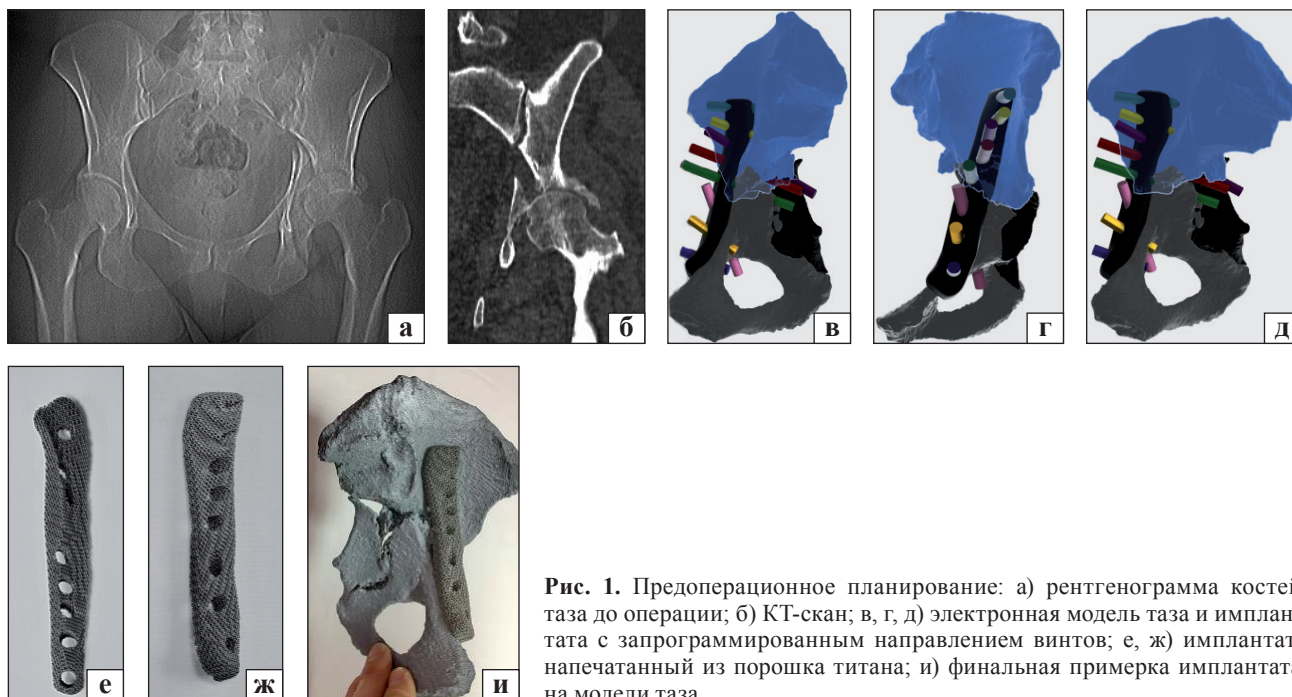 а
б
в
г
д
е
ж
и
Рис. 1. Предоперационное планирование: а) рентгенограмма костей
таза до операции; б) КТ-скан; в, г, д) электронная модель таза и имплан-
тата с запрограммированным направлением винтов; е, ж) имплантат,
напечатанный из порошка титана; и) финальная примерка имплантата
на модели таза